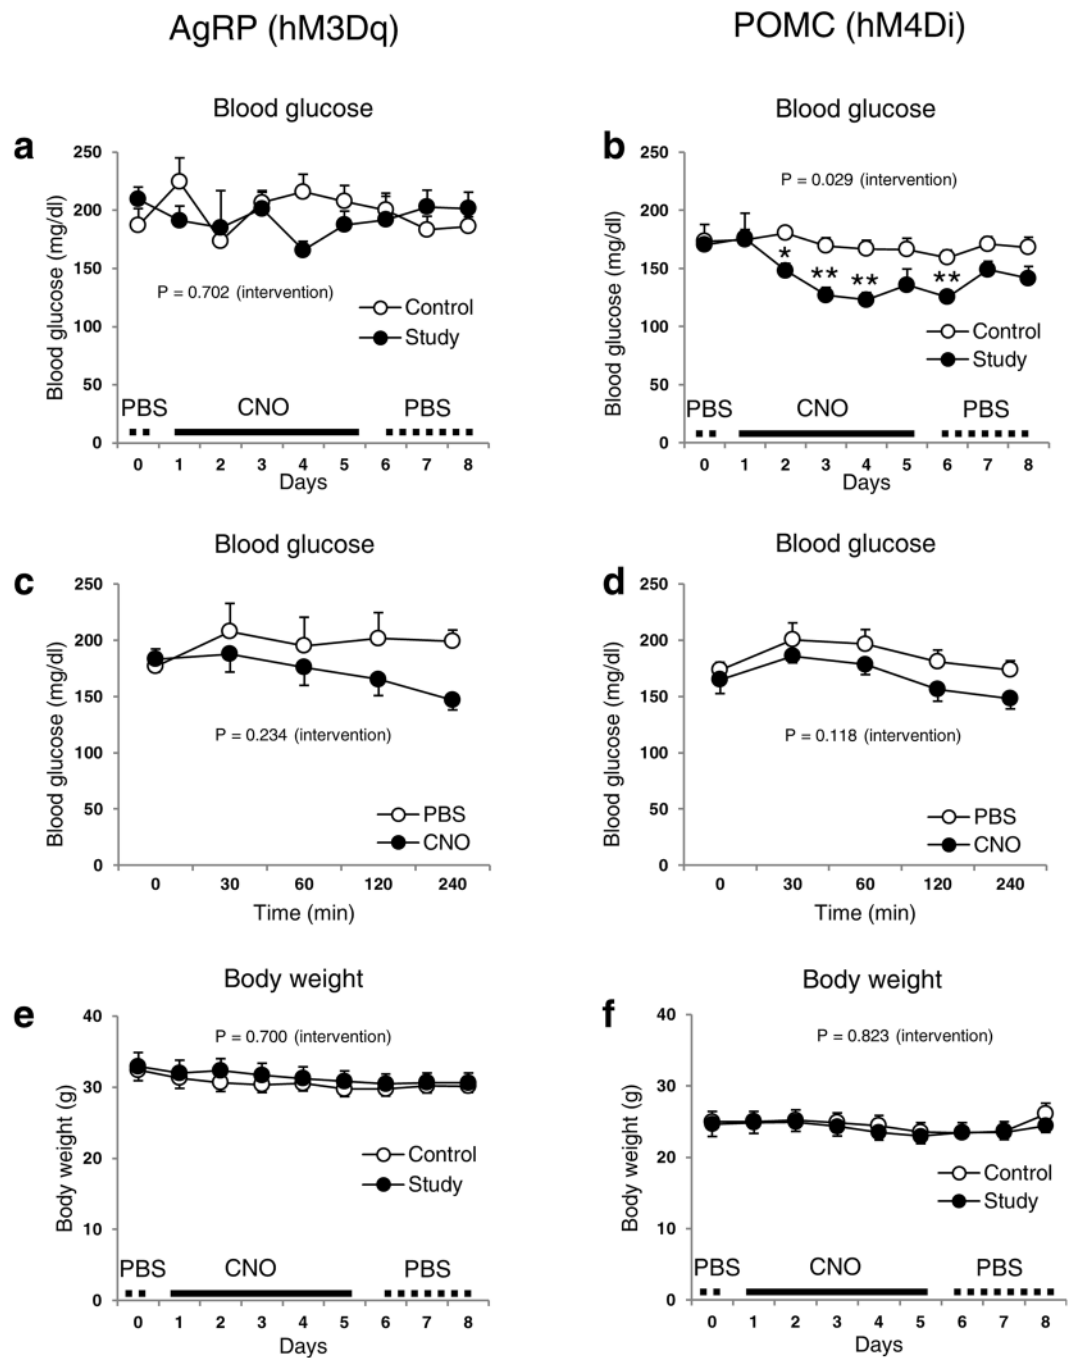 AgRP (hM3Dq)
POMC (hM4Di)
a
Blood glucose
Blood glucose (mg/dl)
250
200
150
100
50
0
P = 0.702 (intervention)
Control
Study
PBS
CNO
PBS
0 1 2 3 4 5 6 7 8
Days
b
Blood glucose
Blood glucose (mg/dl)
250
200
150
100
50
0
P = 0.029 (intervention)
* ** ** **
Control
Study
PBS
CNO
PBS
0 1 2 3 4 5 6 7 8
Days
c
Blood glucose
Blood glucose (mg/dl)
250
200
150
100
50
0
P = 0.234 (intervention)
PBS
CNO
0 30 60 120 240
Time (min)
d
Blood glucose
Blood glucose (mg/dl)
250
200
150
100
50
0
P = 0.118 (intervention)
PBS
CNO
0 30 60 120 240
Time (min)
e
Body weight
Body weight (g)
40
30
20
10
0
P = 0.700 (intervention)
Control
Study
PBS
CNO
PBS
0 1 2 3 4 5 6 7 8
Days
f
Body weight
Body weight (g)
40
30
20
10
0
P = 0.823 (intervention)
Control
Study
PBS
CNO
PBS
0 1 2 3 4 5 6 7 8
Days